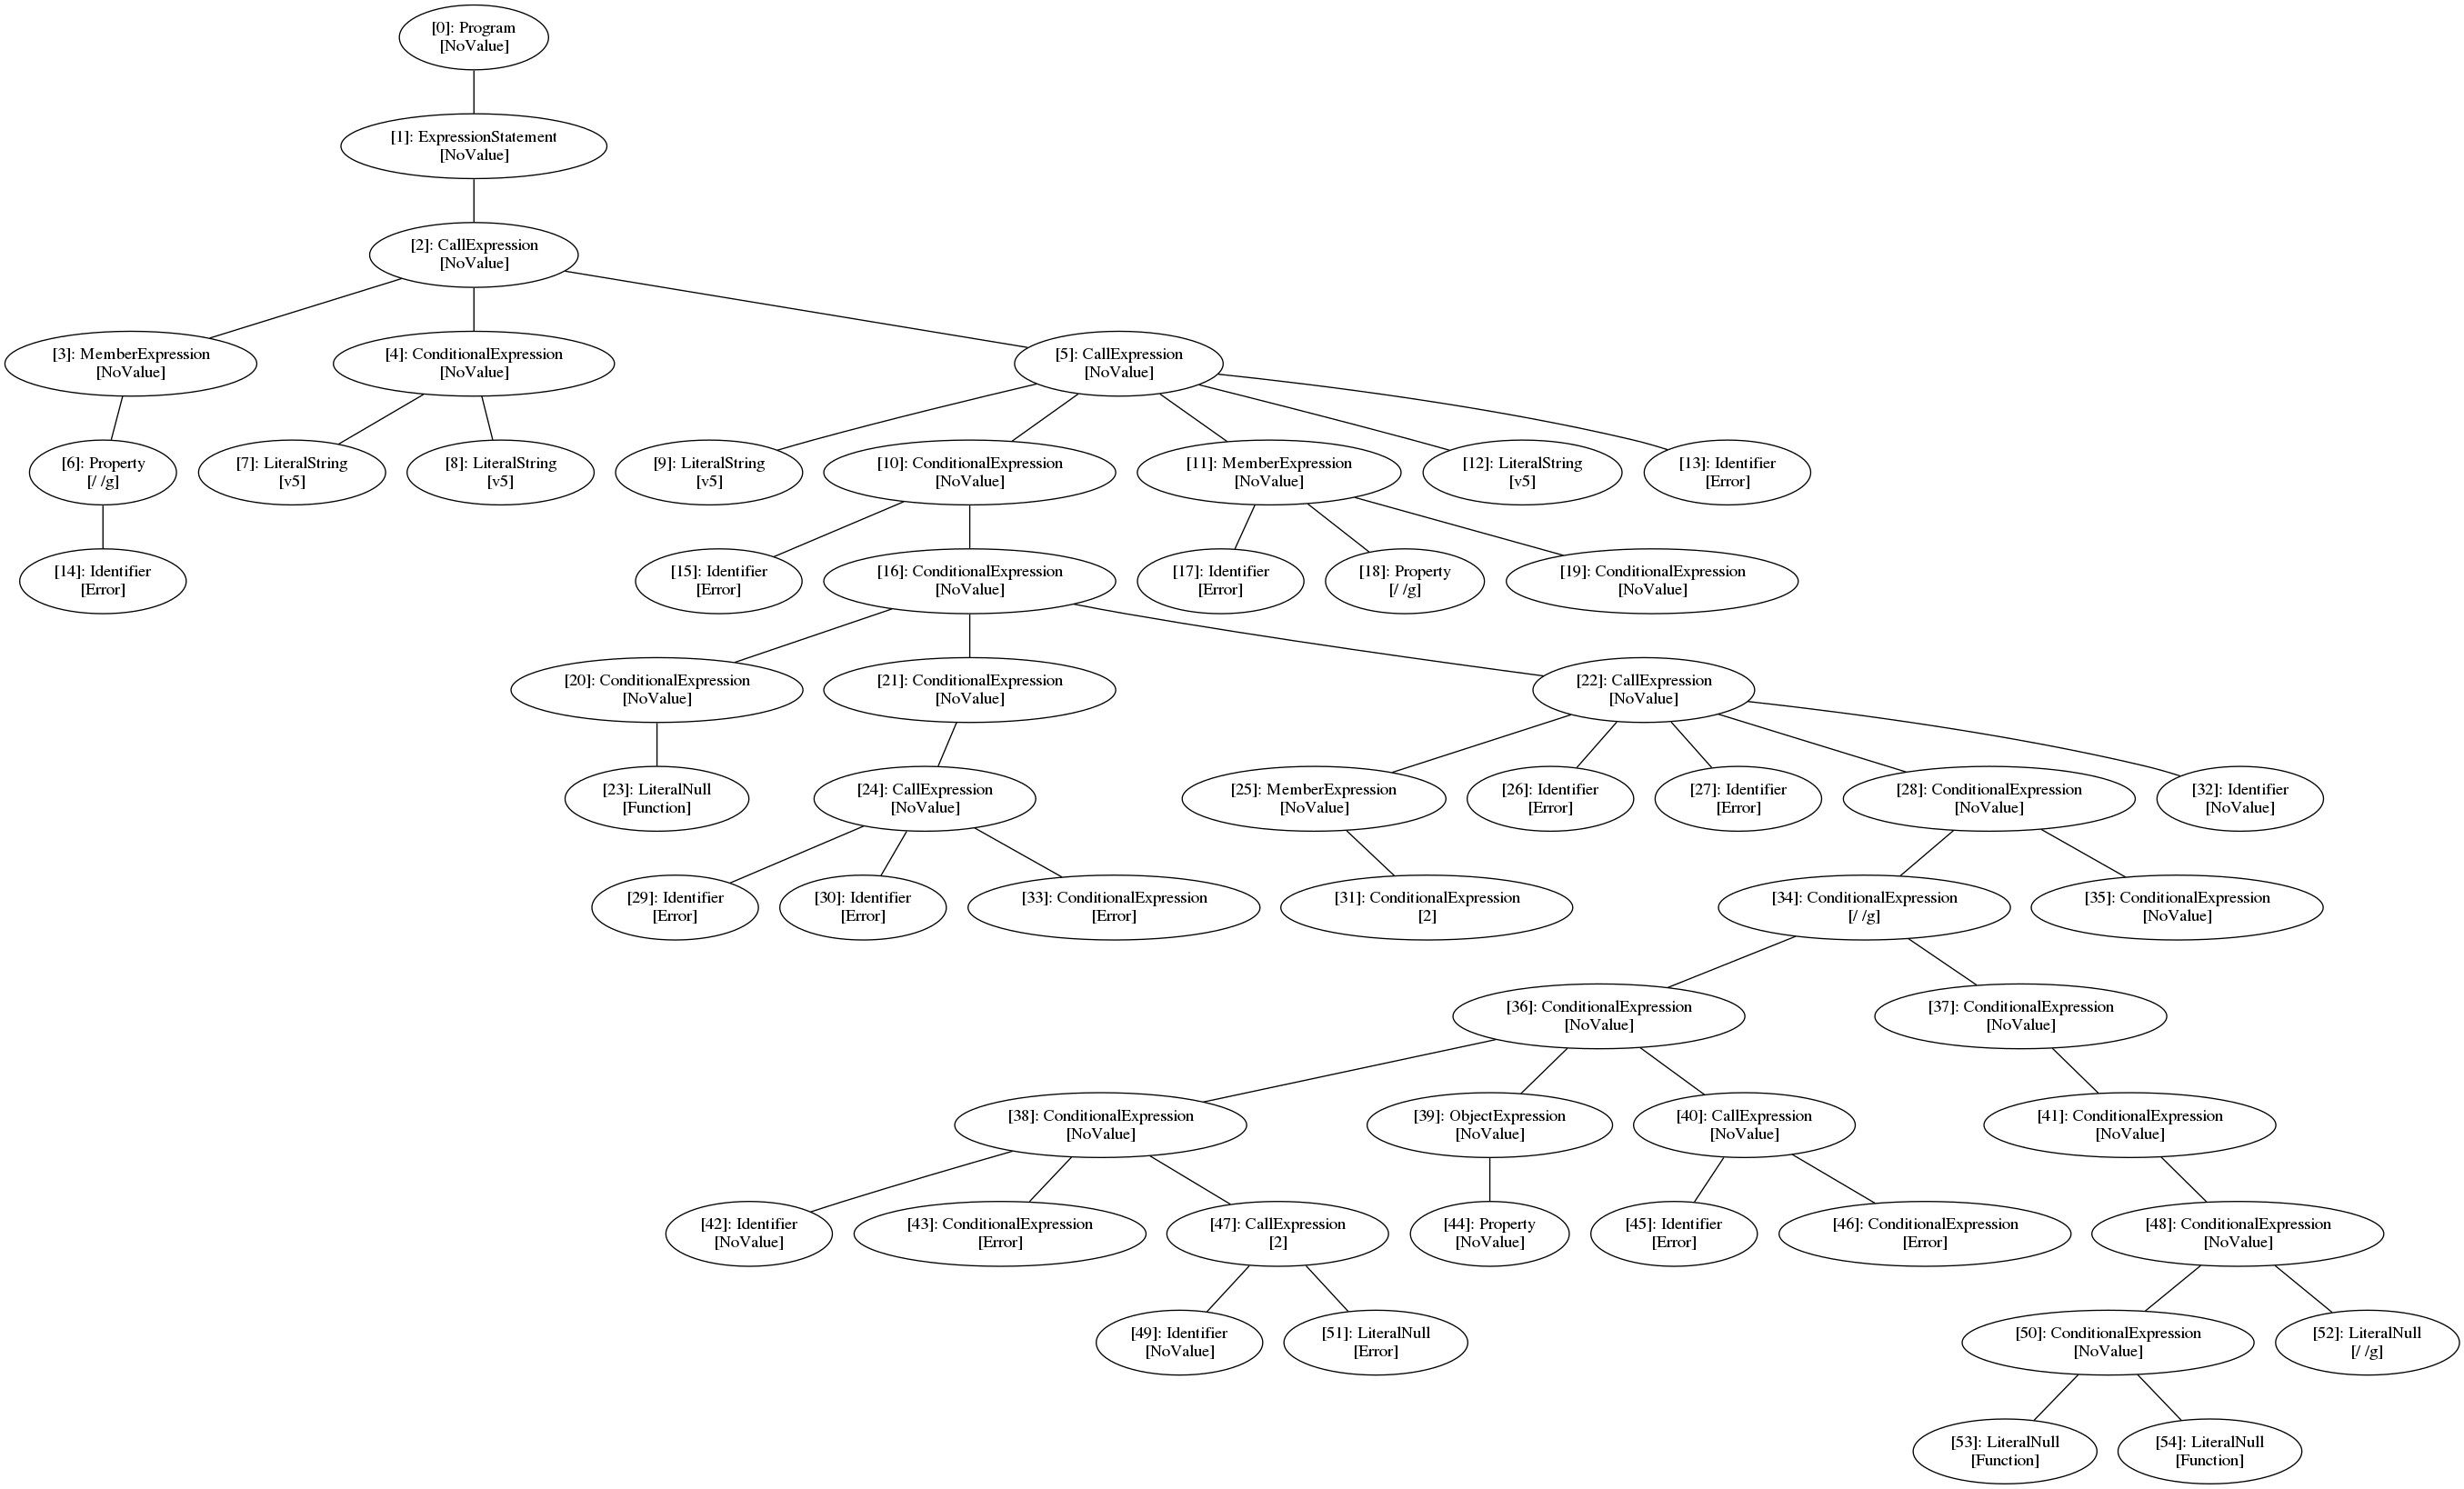 [0]: Program
[NoValue]
[1]: ExpressionStatement
[NoValue]
[2]: CallExpression
[NoValue]
[3]: MemberExpression
[NoValue]
[4]: ConditionalExpression
[NoValue]
[5]: CallExpression
[NoValue]
[6]: Property
[/ /g]
[7]: LiteralString
[v5]
[8]: LiteralString
[v5]
[9]: LiteralString
[v5]
[10]: ConditionalExpression
[NoValue]
[11]: MemberExpression
[NoValue]
[12]: LiteralString
[v5]
[13]: Identifier
[Error]
[14]: Identifier
[Error]
[15]: Identifier
[Error]
[16]: ConditionalExpression
[NoValue]
[17]: Identifier
[Error]
[18]: Property
[/ /g]
[19]: ConditionalExpression
[NoValue]
[20]: ConditionalExpression
[NoValue]
[21]: ConditionalExpression
[NoValue]
[22]: CallExpression
[NoValue]
[23]: LiteralNull
[Function]
[24]: CallExpression
[NoValue]
[25]: MemberExpression
[NoValue]
[26]: Identifier
[Error]
[27]: Identifier
[Error]
[28]: ConditionalExpression
[NoValue]
[32]: Identifier
[NoValue]
[29]: Identifier
[Error]
[30]: Identifier
[Error]
[33]: ConditionalExpression
[Error]
[31]: ConditionalExpression
[2]
[34]: ConditionalExpression
[/ /g]
[35]: ConditionalExpression
[NoValue]
[36]: ConditionalExpression
[NoValue]
[37]: ConditionalExpression
[NoValue]
[38]: ConditionalExpression
[NoValue]
[39]: ObjectExpression
[NoValue]
[40]: CallExpression
[NoValue]
[41]: ConditionalExpression
[NoValue]
[42]: Identifier
[NoValue]
[43]: ConditionalExpression
[Error]
[47]: CallExpression
[2]
[44]: Property
[NoValue]
[45]: Identifier
[Error]
[46]: ConditionalExpression
[Error]
[48]: ConditionalExpression
[NoValue]
[49]: Identifier
[NoValue]
[51]: LiteralNull
[Error]
[50]: ConditionalExpression
[NoValue]
[52]: LiteralNull
[/ /g]
[53]: LiteralNull
[Function]
[54]: LiteralNull
[Function]